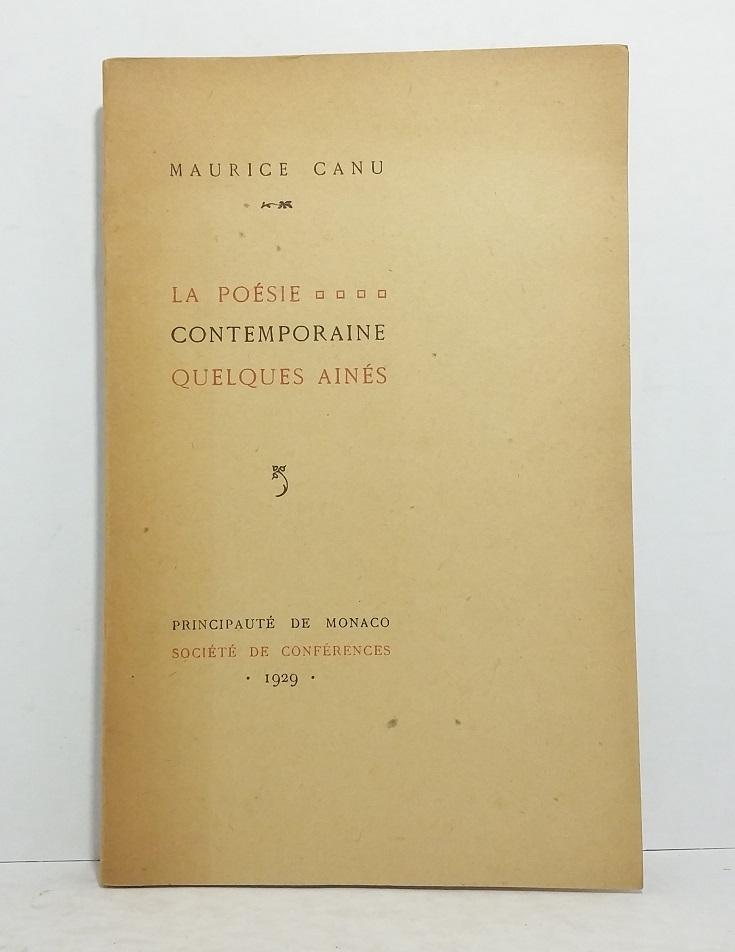 MAURICE CANU
LA POÉSIE
CONTEMPORAINE
QUELQUES AINÉS
PRINCIPAUTÉ DE MONACO
SOCIÉTÉ DE CONFÉRENCES
· 1929 ·